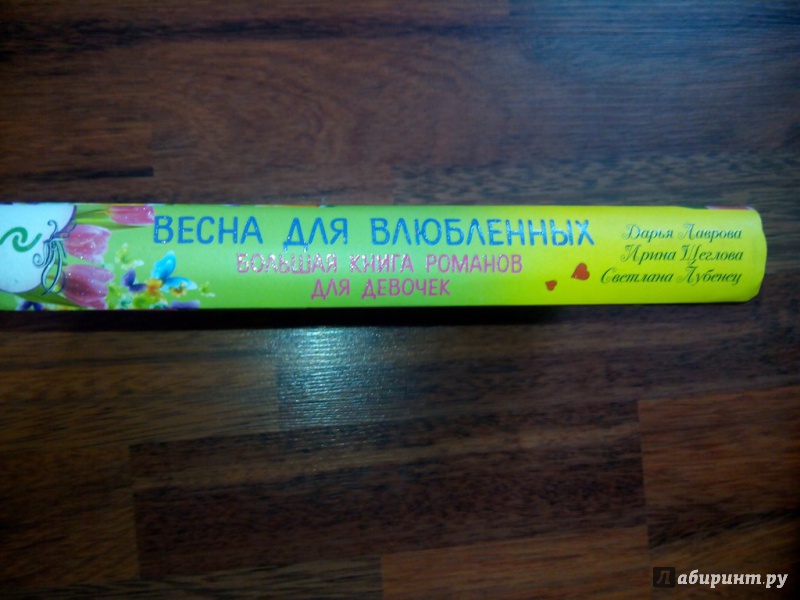 ВЕСНА ДЛЯ ВЛЮБЛЕННЫХ
БОЛЬШАЯ КНИГА РОМАНОВ
ДЛЯ ДЕВОЧЕК
Дарья Лаврова
Ирина Щеглова
Светлана Лубенец
Лабиринт.ру